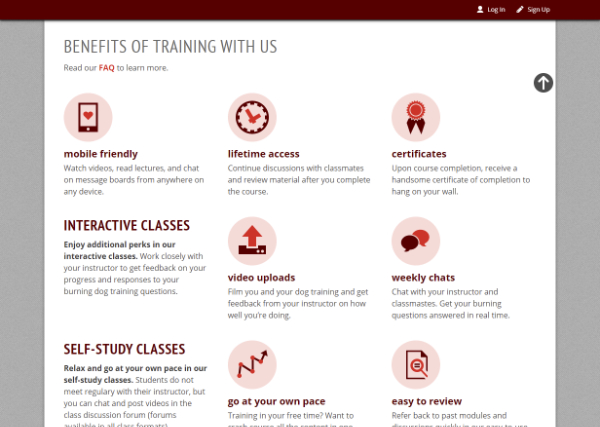 Log In
Sign Up
BENEFITS OF TRAINING WITH US
Read our FAQ to learn more.
mobile friendly
Watch videos, read lectures, and chat
on message boards from anywhere on
any device.
lifetime access
Continue discussions with classmates
and review material after you complete
the course.
certificates
Upon course completion, receive a
handsome certificate of completion to
hang on your wall.
INTERACTIVE CLASSES
Enjoy additional perks in our
interactive classes. Work closely with
your instructor to get feedback on your
progress and responses to your
burning dog training questions.
video uploads
Film you and your dog training and get
feedback from your instructor on how
well you're doing.
weekly chats
Chat with your instructor and
classmastes. Get your burning
questions answered in real time.
SELF-STUDY CLASSES
Relax and go at your own pace in our
self-study classes. Students do not
meet regulary with their instructor, but
you can chat and post videos in the
class discussion forum (forums
available in all class formats).
go at your own pace
Training in your free time? Want to
crash course all the content in one
easy to review
Refer back to past modules and
discussions quickly in our easy-to-use